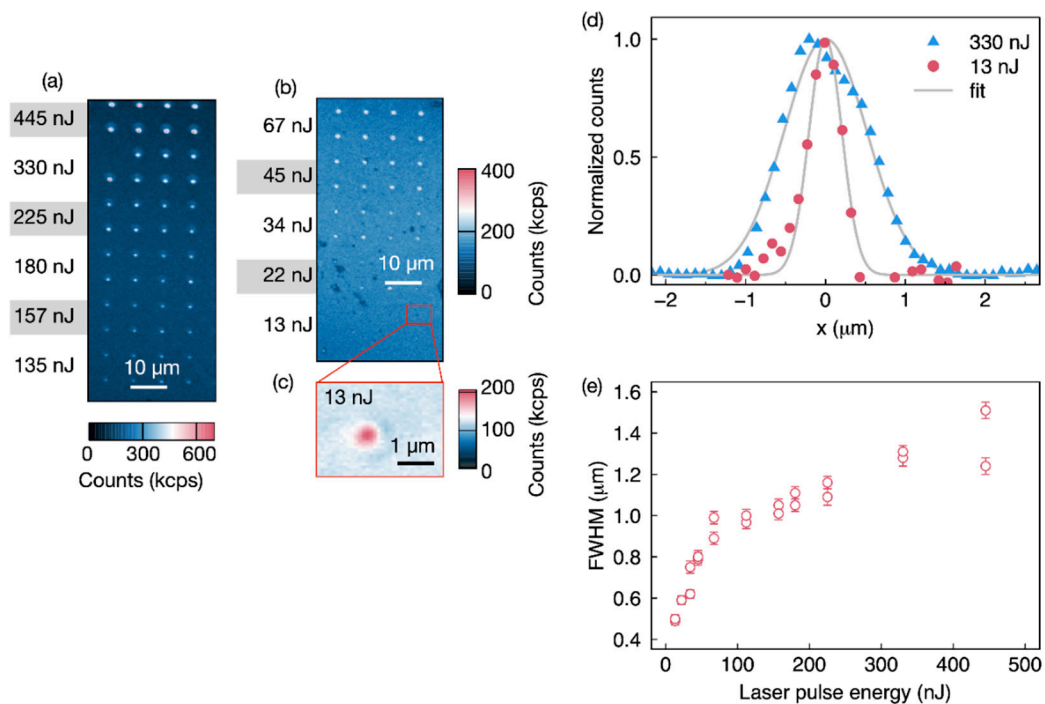 (a)
445 nJ
330 nJ
225 nJ
180 nJ
157 nJ
135 nJ
10 μm
0 300 600
Counts (kcps)
(b)
67 nJ
45 nJ
34 nJ
22 nJ
13 nJ
10 μm
400
200
0
Counts (kcps)
(c)
13 nJ
1 μm
200
100
0
Counts (kcps)
(d)
330 nJ
13 nJ
fit
1.0
0.5
0.0
Normalized counts
−2 −1 0 1 2
x (μm)
(e)
1.6
1.4
1.2
1.0
0.8
0.6
0.4
FWHM (μm)
0 100 200 300 400 500
Laser pulse energy (nJ)